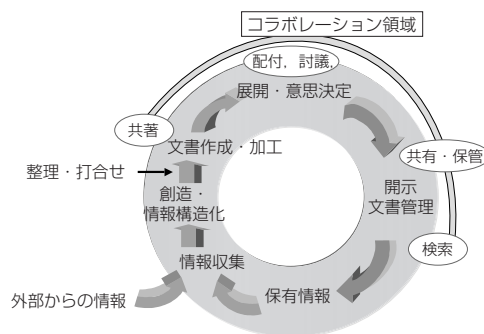 コラボレーション領域
配付，討議，
展開・意思決定
共著
文書作成・加工
共有・保管
整理・打合せ
創造・
情報構造化
開示
文書管理
検索
情報収集
保有情報
外部からの情報